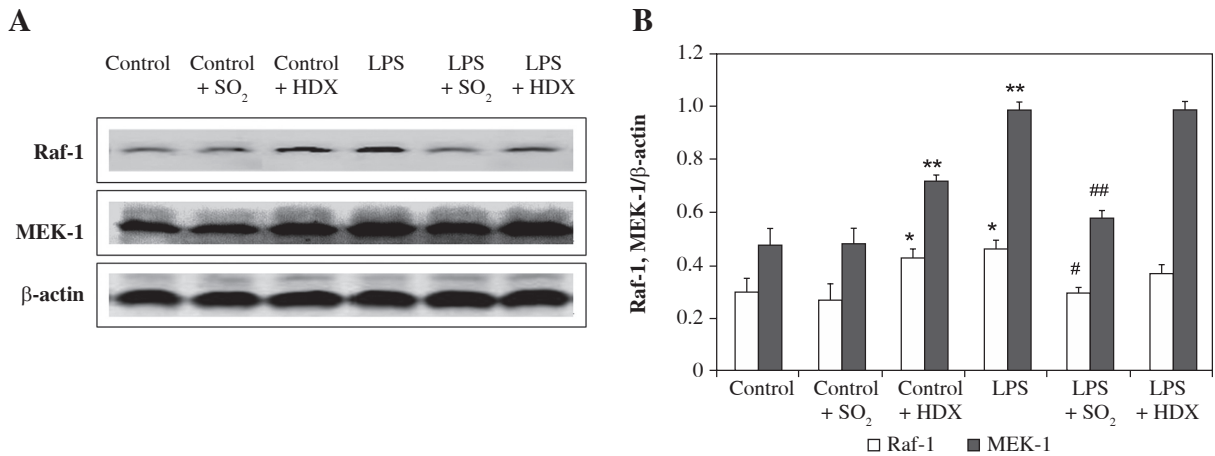 A
Control Control + SO2 Control + HDX LPS LPS + SO2 LPS + HDX
Raf-1
MEK-1
β-actin
B
Raf-1, MEK-1/β-actin
1.2
1.0
0.8
0.6
0.4
0.2
0
*
**
*
**
#
##
Control Control + SO2 Control + HDX LPS LPS + SO2 LPS + HDX
Raf-1 MEK-1